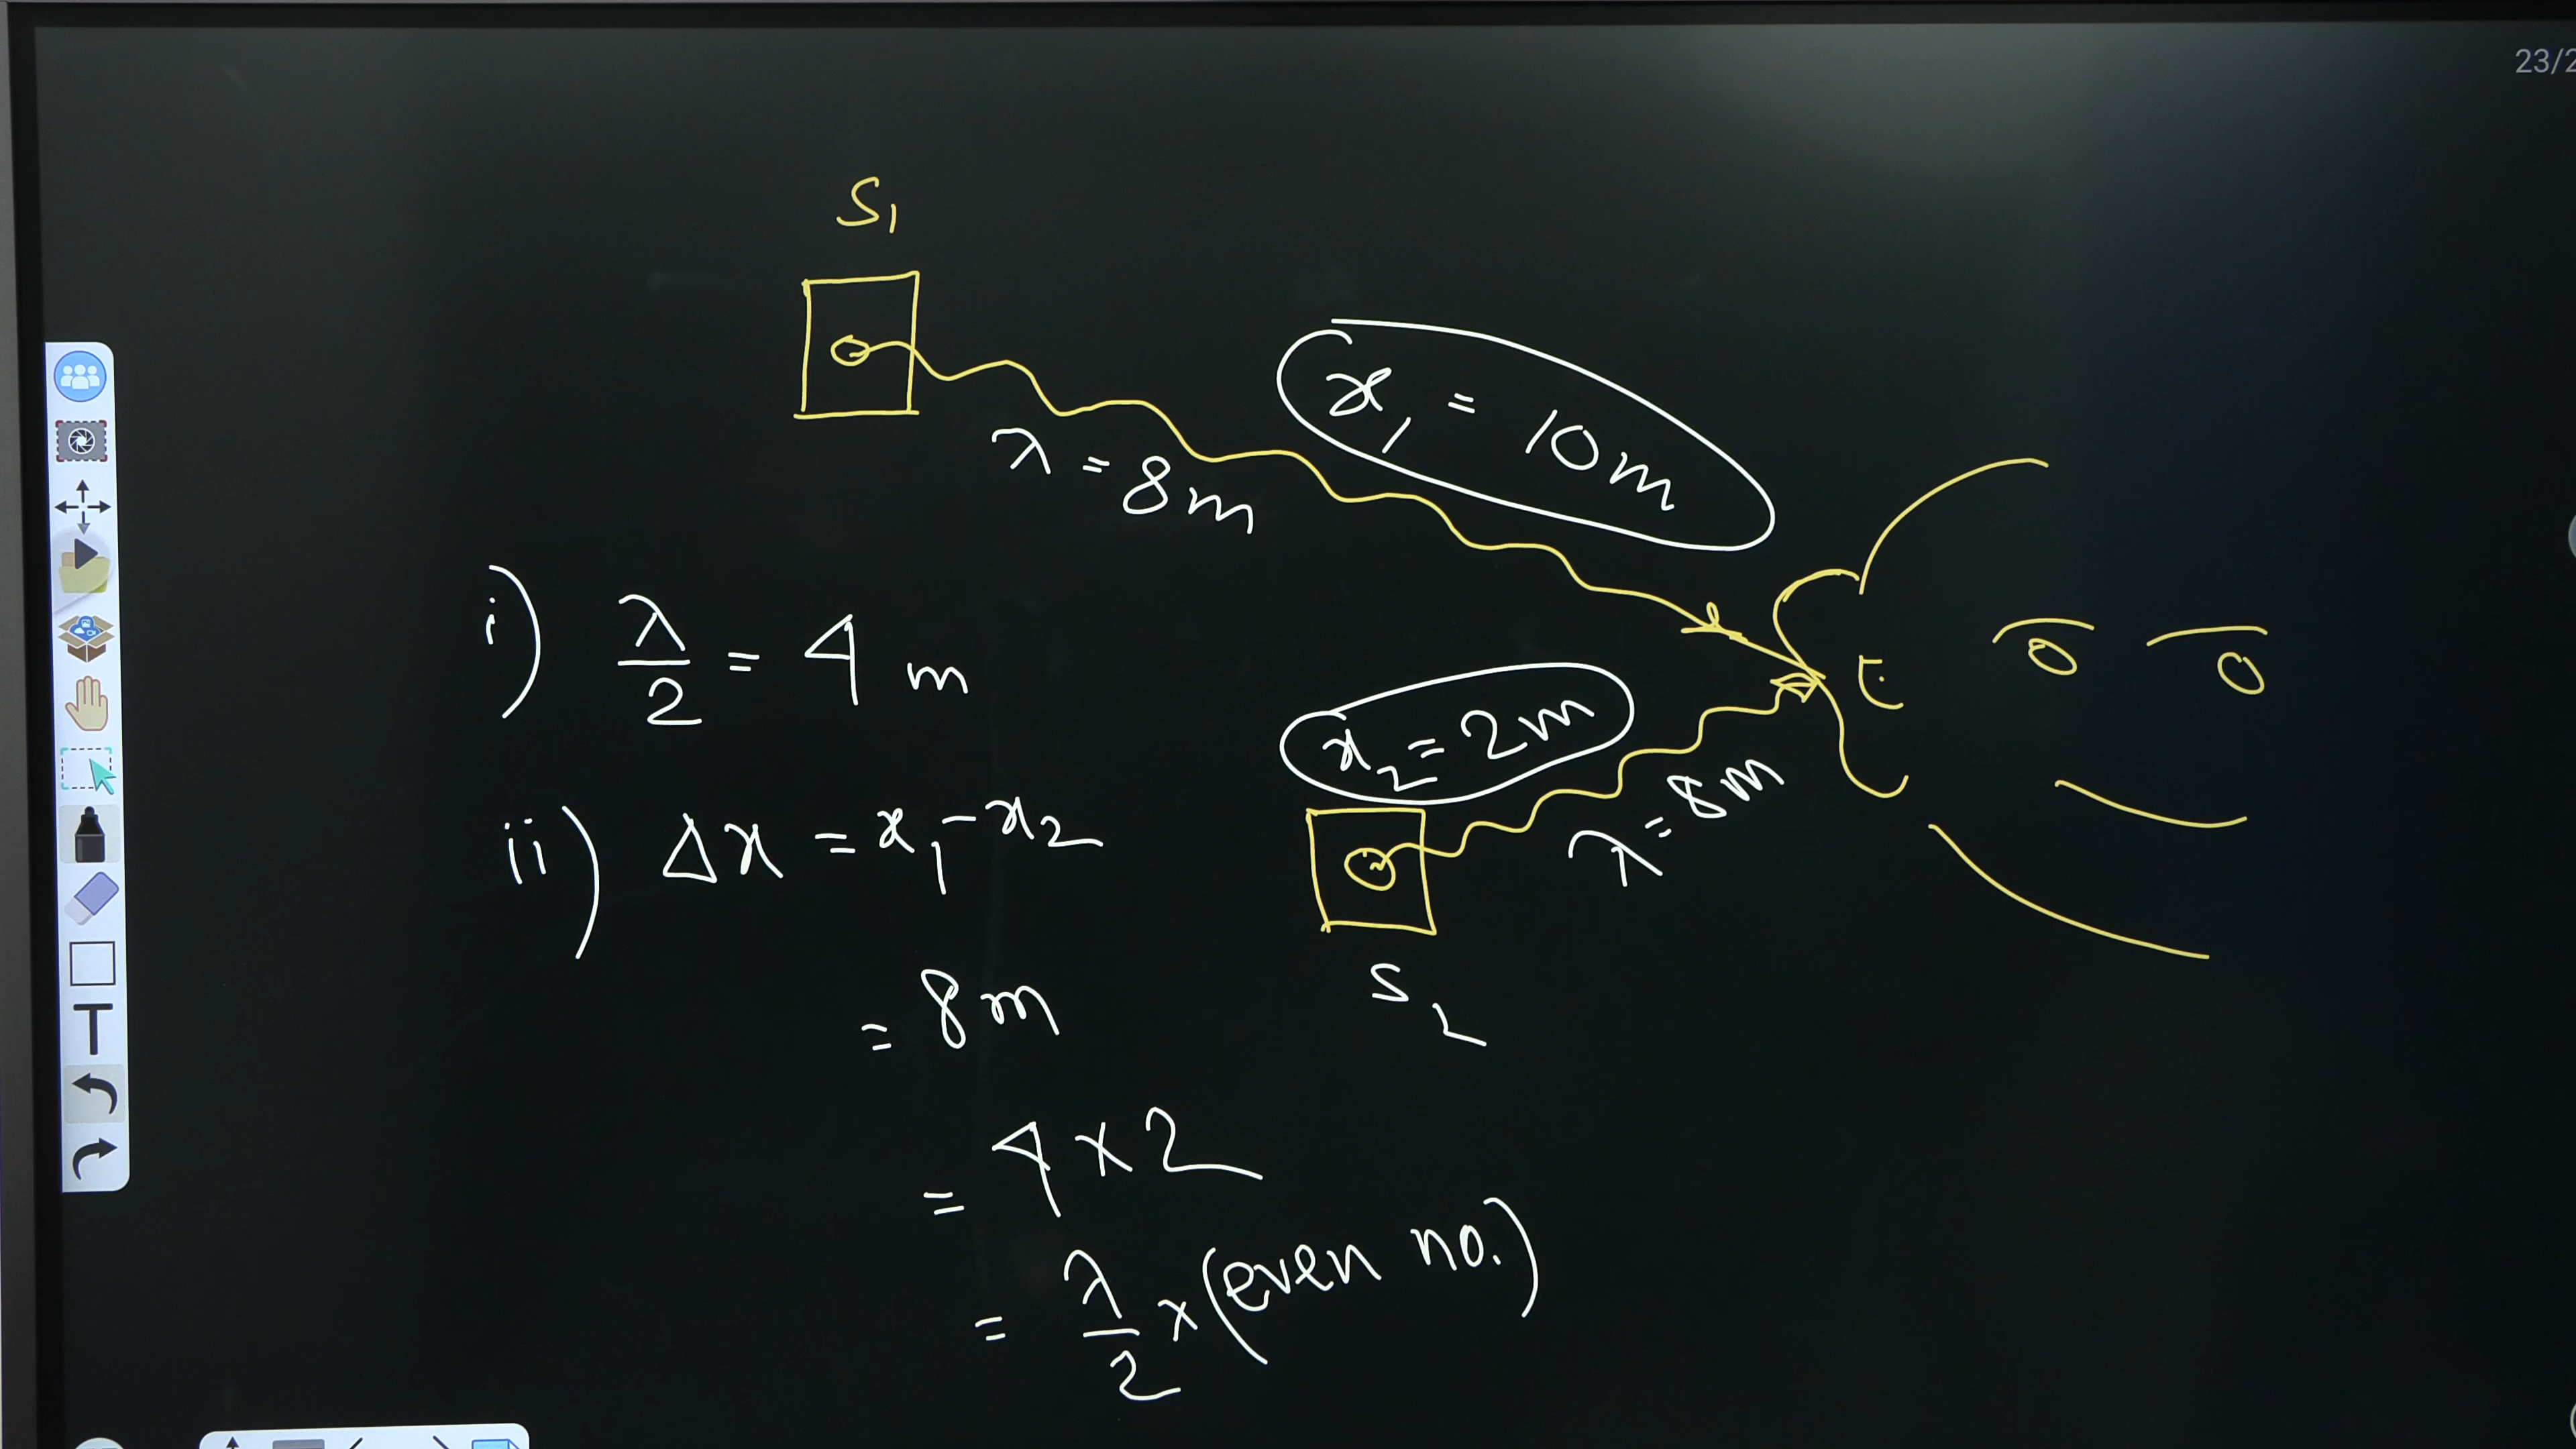 23/2
S₁
x₁ = 10m
λ = 8m
i) λ/2 = 4 m
x₂ = 2m
λ = 8m
ii) Δx = x₁ - x₂
S₂
= 8m
= 4 x 2
= λ/2 x (even no.)
T